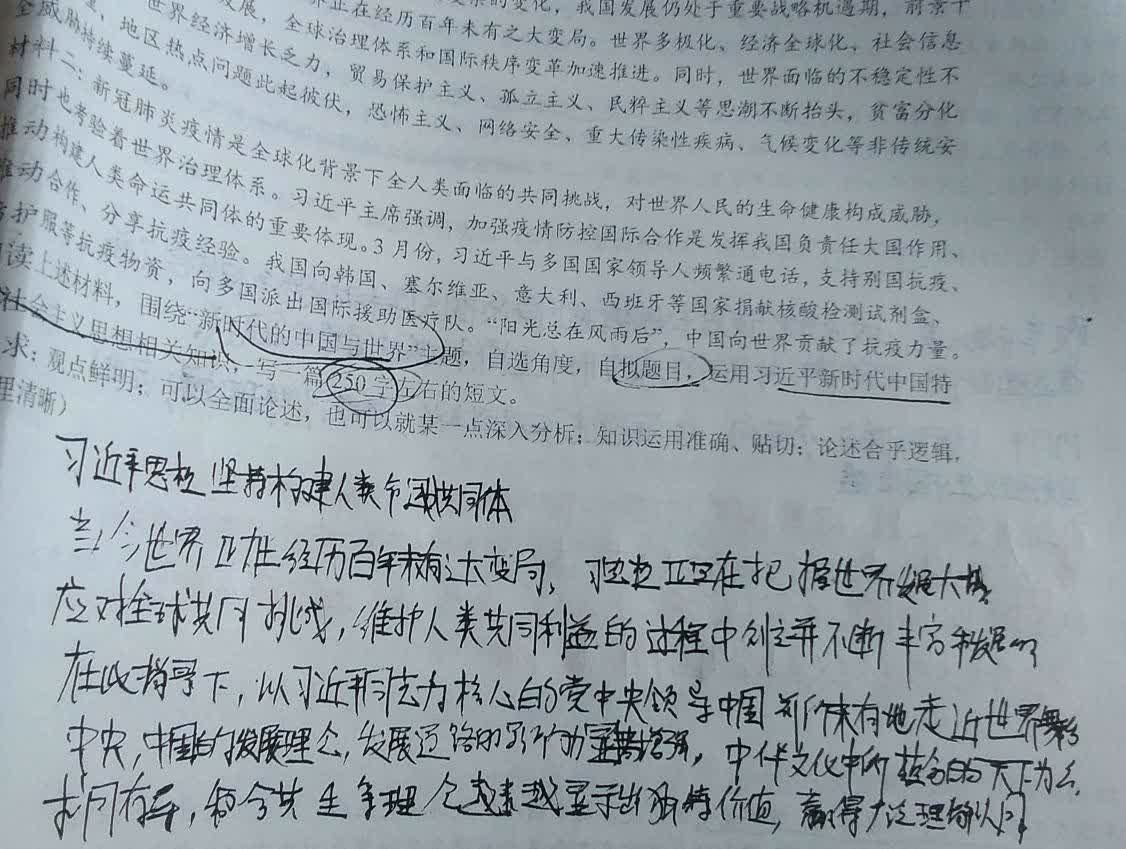 复杂的变化，我国发展仍处于重要战略机遇期，前景十
发展，世界正在经历百年未有之大变局。世界多极化、经济全球化、社会信息
全球治理体系和国际秩序变革加速推进。同时，世界面临的不稳定性不
世界经济增长乏力，贸易保护主义、孤立主义、民粹主义等思潮不断抬头，贫富分化
地区热点问题此起彼伏，恐怖主义、网络安全、重大传染性疾病、气候变化等非传统安
全威胁持续蔓延。
材料二：新冠肺炎疫情是全球化背景下全人类面临的共同挑战，对世界人民的生命健康构成威胁，
同时也考验着世界治理体系。习近平主席强调，加强疫情防控国际合作是发挥我国负责任大国作用、
推动构建人类命运共同体的重要体现。3月份，习近平与多国国家领导人频繁通电话，支持别国抗疫、
推动合作、分享抗疫经验。我国向韩国、塞尔维亚、意大利、西班牙等国家捐献核酸检测试剂盒、
防护服等抗疫物资，向多国派出国际援助医疗队。“阳光总在风雨后”，中国向世界贡献了抗疫力量。
读上述材料，围绕“新时代的中国与世界”主题，自选角度，自拟题目，运用习近平新时代中国特
社会主义思想相关知识，写一篇250字左右的短文。
求：观点鲜明；可以全面论述，也可以就某一点深入分析；知识运用准确、贴切；论述合乎逻辑，
里清晰）
习近平思想 坚持构建人类命运共同体
当今世界正处在经历百年未有之大变局，正是在把握世界发展大势
应对全球共同挑战，维护人类共同利益的过程中创立并不断丰富和发展的
在此指导下，以习近平同志为核心的党中央领导中国前所未有地走近世界舞台
中央，中国的发展理念，发展道路的影响力显著增强，中华文化中所蕴含的天下为公，
命令共生等理念越来越显示出独特价值，赢得广泛理解认同